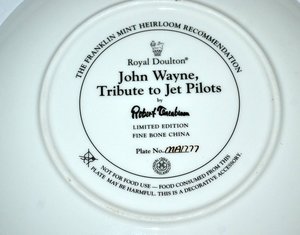 THE FRANKLIN MINT HEIRLOOM RECOMMENDATION
Royal Doulton®
John Wayne,
Tribute to Jet Pilots
by
Robert Tanenbaum
LIMITED EDITION
FINE BONE CHINA
Plate No.
NOT FOR FOOD USE — FOOD CONSUMED FROM THIS
PLATE MAY BE HARMFUL. THIS IS A DECORATIVE ACCESSORY.